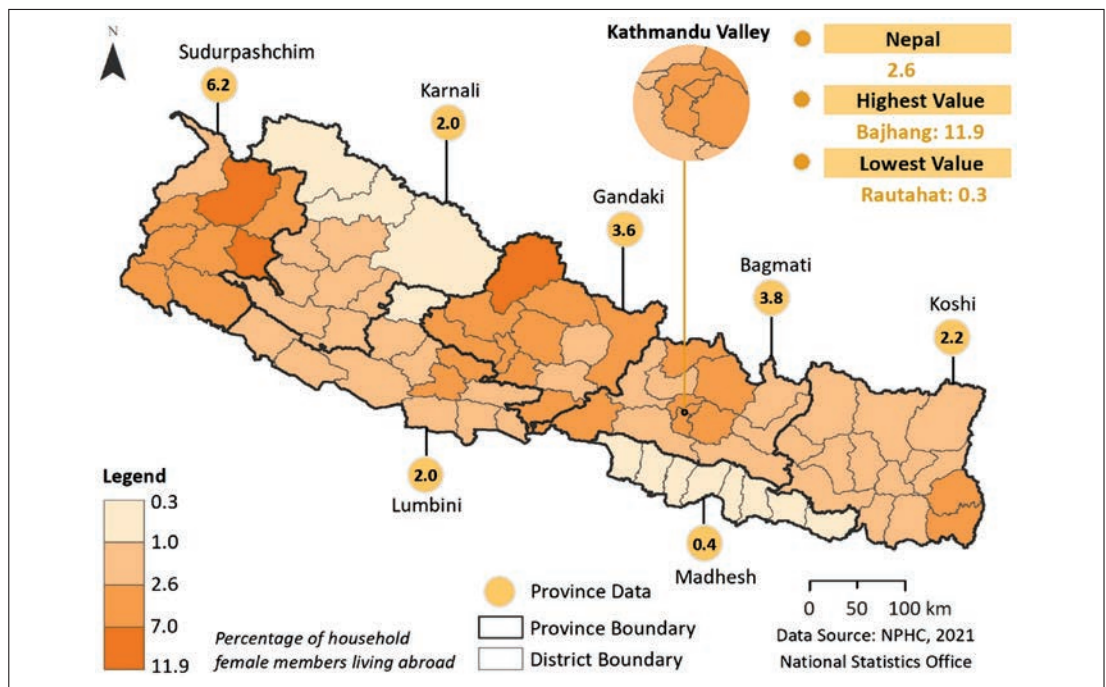 N
Sudurpashchim
6.2
Karnali
2.0
Gandaki
3.6
Kathmandu Valley
Bagmati
3.8
Koshi
2.2
Nepal
2.6
Highest Value
Bajhang: 11.9
Lowest Value
Rautahat: 0.3
2.0
Lumbini
0.4
Madhesh
Legend
0.3
1.0
2.6
7.0
11.9
Percentage of household
female members living abroad
Province Data
Province Boundary
District Boundary
0 50 100 km
Data Source: NPHC, 2021
National Statistics Office